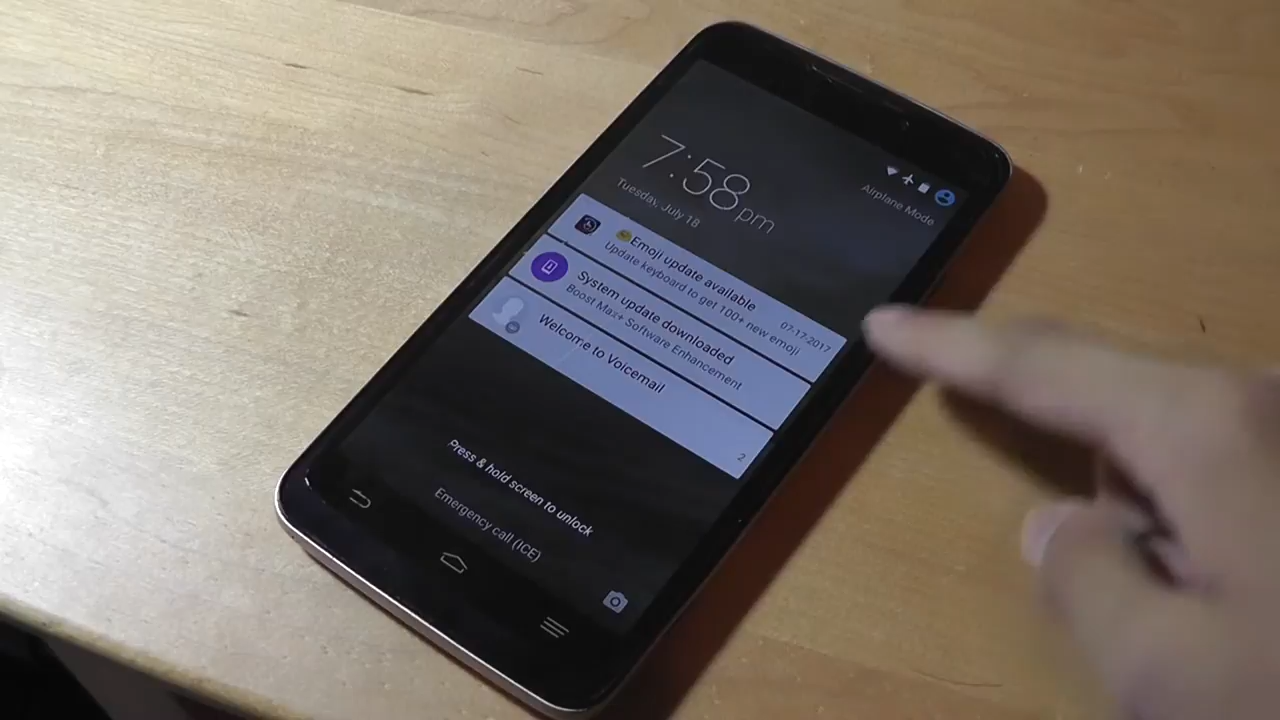 Airplane Mode
7:58pm
Tuesday, July 18
😀Emoji update available
07-17-2017
Update keyboard to get 100+ new emoji
System update downloaded
Boost Max+ Software Enhancement
Welcome to Voicemail
2
Press & hold screen to unlock
Emergency call (ICE)